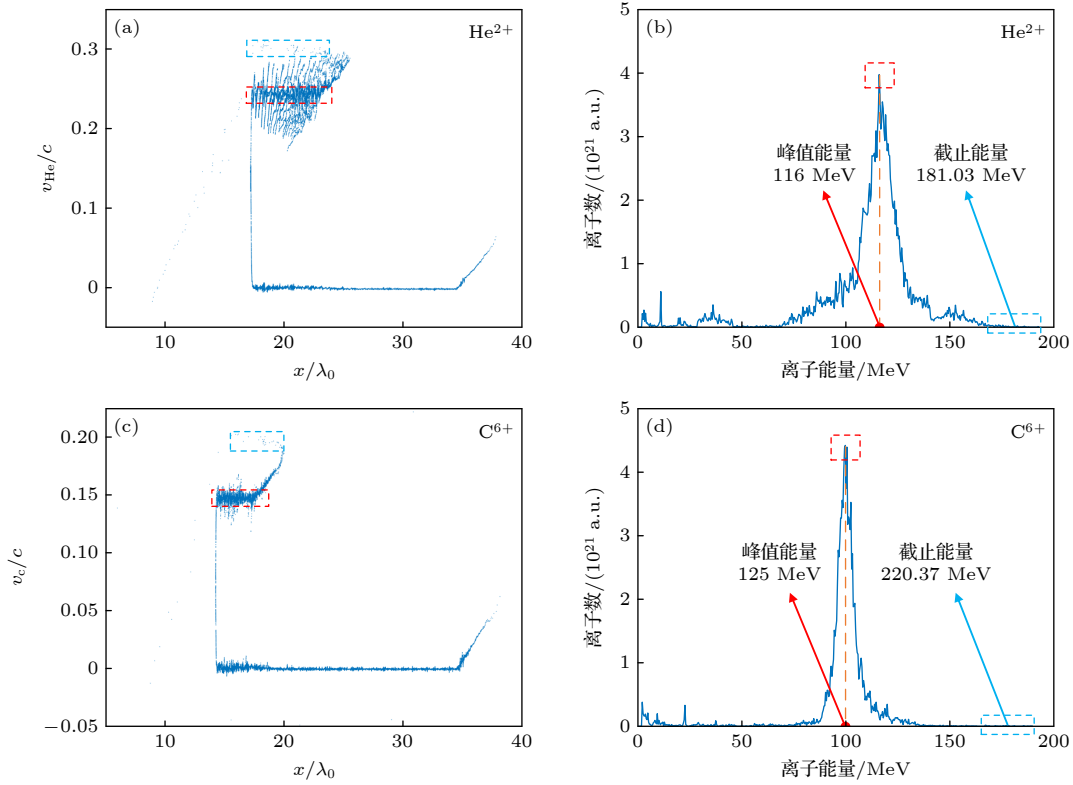 (a)
He²⁺
v_He/c
0.3
0.2
0.1
0
10
20
30
40
x/λ₀
(b)
He²⁺
离子数/(10²¹ a.u.)
5
4
3
2
1
0
峰值能量
116 MeV
截止能量
181.03 MeV
0
50
100
150
200
离子能量/MeV
(c)
C⁶⁺
v_c/c
0.20
0.15
0.10
0.05
0
−0.05
10
20
30
40
x/λ₀
(d)
C⁶⁺
离子数/(10²¹ a.u.)
5
4
3
2
1
0
峰值能量
125 MeV
截止能量
220.37 MeV
0
50
100
150
200
离子能量/MeV